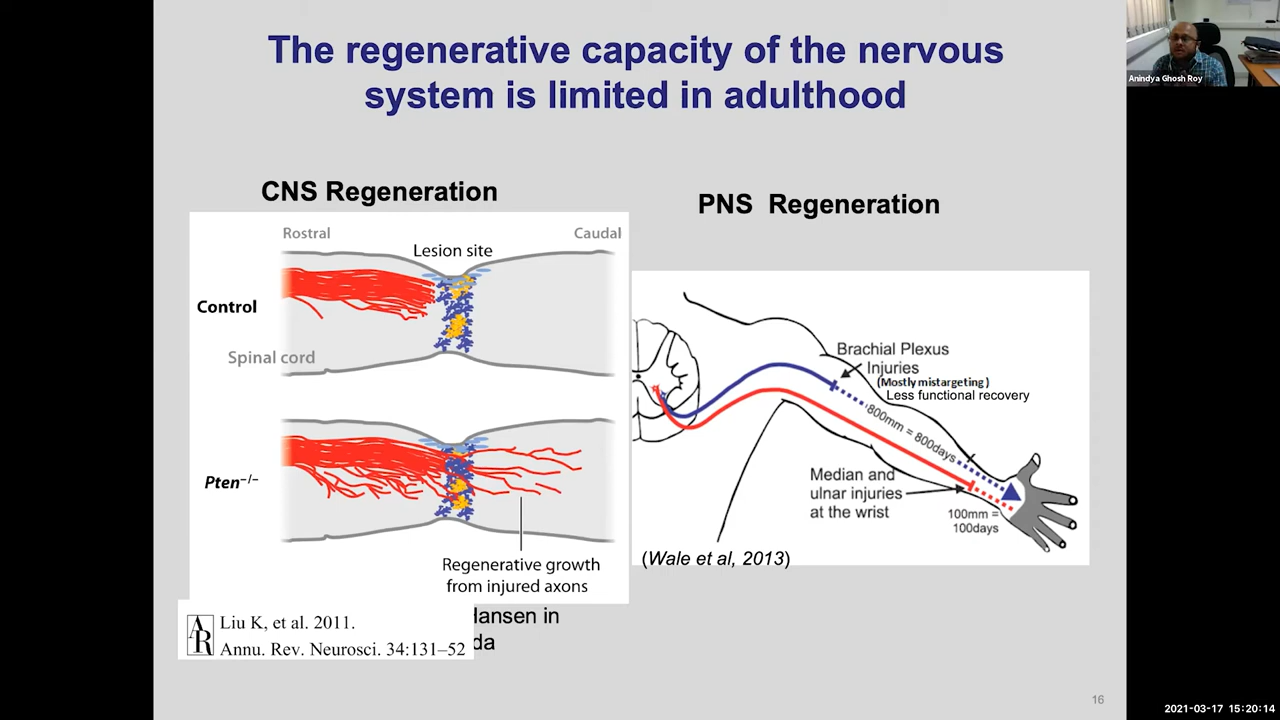 The regenerative capacity of the nervous
system is limited in adulthood
Anindya Ghosh Roy
CNS Regeneration
Rostral
Caudal
Lesion site
Control
Spinal cord
Pten–/–
Regenerative growth
from injured axons
Hansen in
da
AR
Liu K, et al. 2011.
Annu. Rev. Neurosci. 34:131–52
PNS Regeneration
Brachial Plexus
Injuries
(Mostly mistargeting )
Less functional recovery
800mm = 800days
Median and
ulnar injuries
at the wrist
100mm =
100days
(Wale et al, 2013)
16
2021-03-17 15:20:14